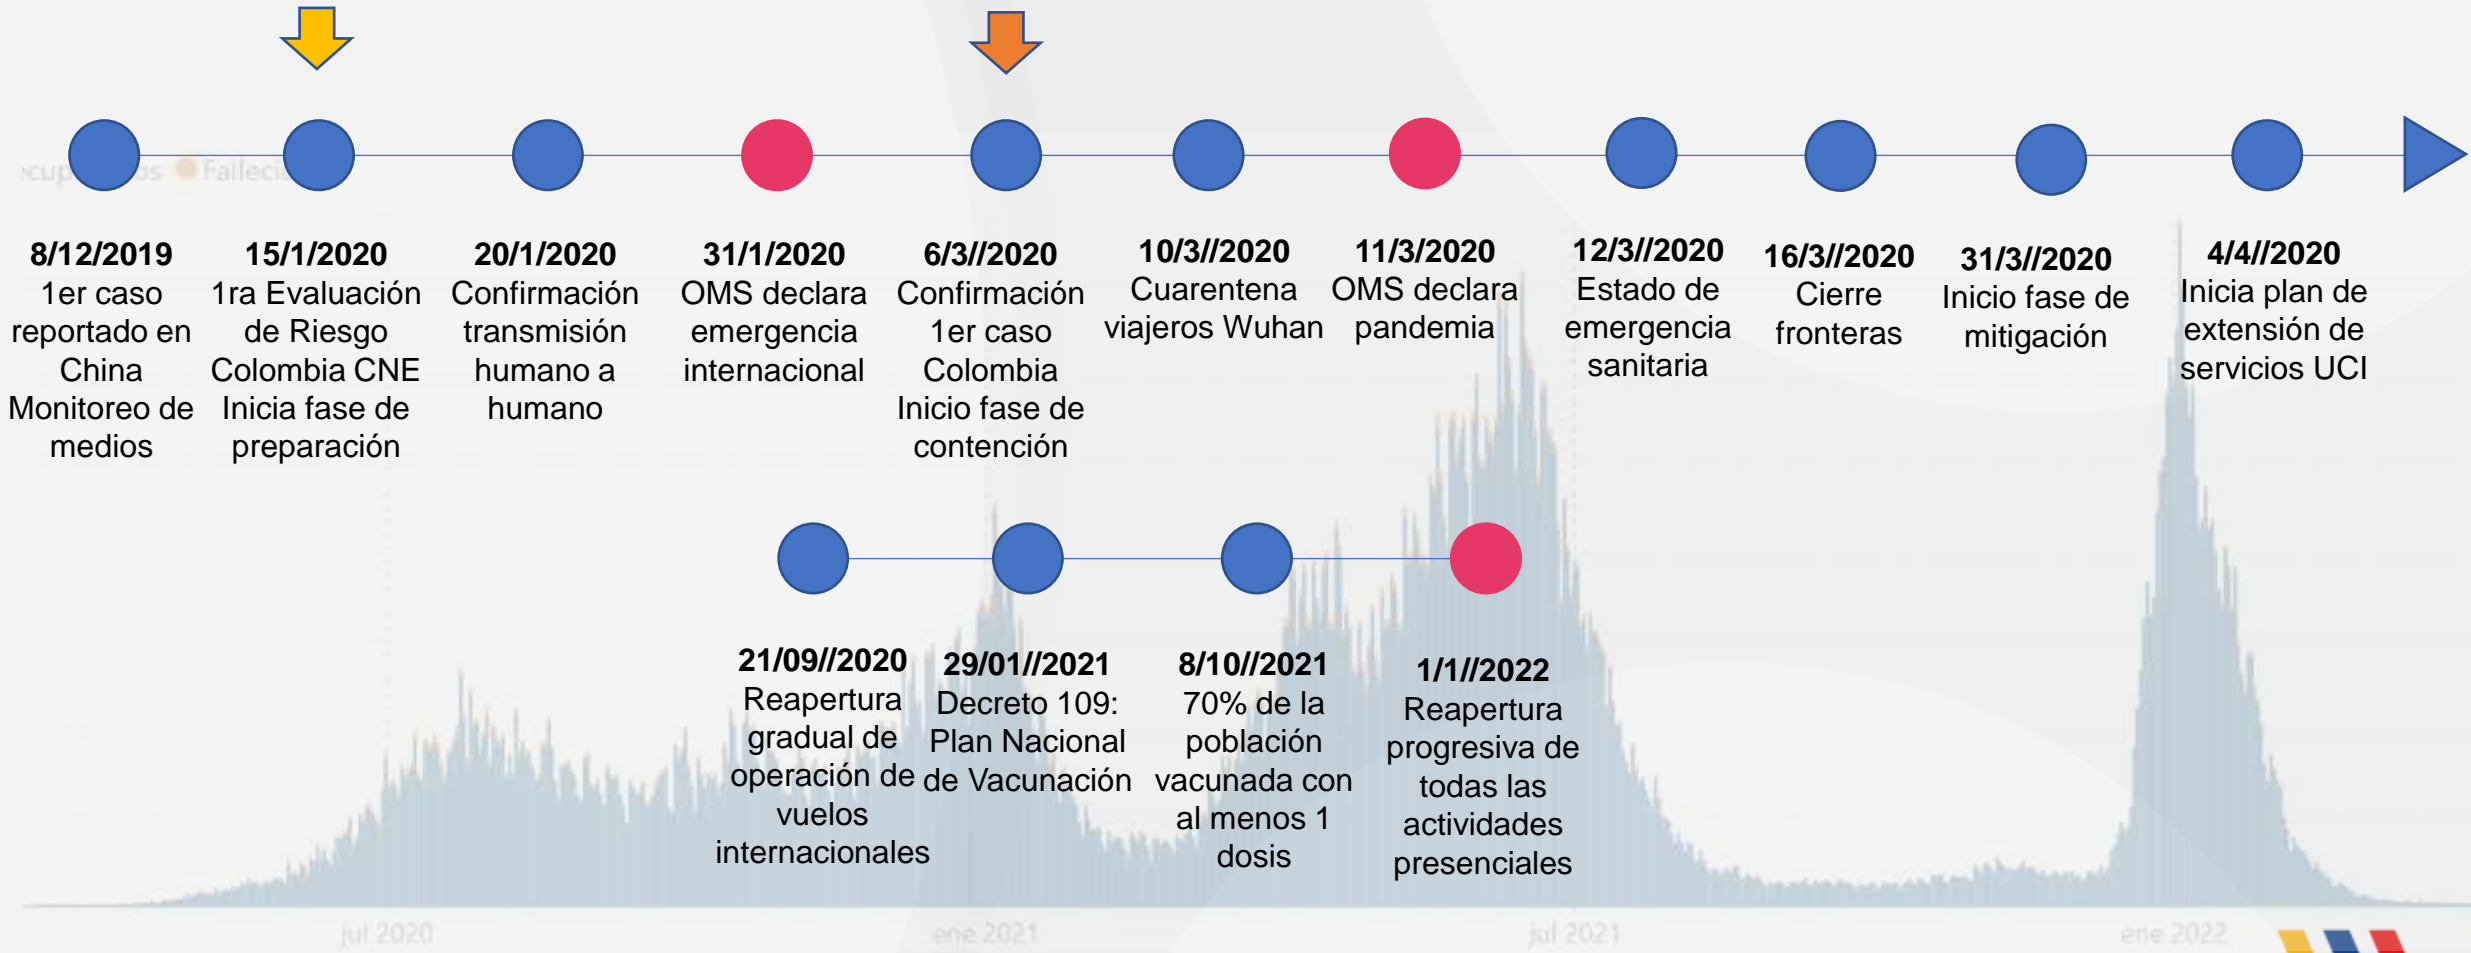 8/12/2019
1er caso
reportado en
China
Monitoreo de
medios
15/1/2020
1ra Evaluación
de Riesgo
Colombia CNE
Inicia fase de
preparación
20/1/2020
Confirmación
transmisión
humano a
humano
31/1/2020
OMS declara
emergencia
internacional
6/3//2020
Confirmación
1er caso
Colombia
Inicio fase de
contención
10/3//2020
Cuarentena
viajeros Wuhan
11/3/2020
OMS declara
pandemia
12/3//2020
Estado de
emergencia
sanitaria
16/3//2020
Cierre
fronteras
31/3//2020
Inicio fase de
mitigación
4/4//2020
Inicia plan de
extensión de
servicios UCI
21/09//2020
Reapertura
gradual de
operación de
vuelos
internacionales
29/01//2021
Decreto 109:
Plan Nacional
de Vacunación
8/10//2021
70% de la
población
vacunada con
al menos 1
dosis
1/1//2022
Reapertura
progresiva de
todas las
actividades
presenciales
jul 2020
ene 2021
jul 2021
ene 2022